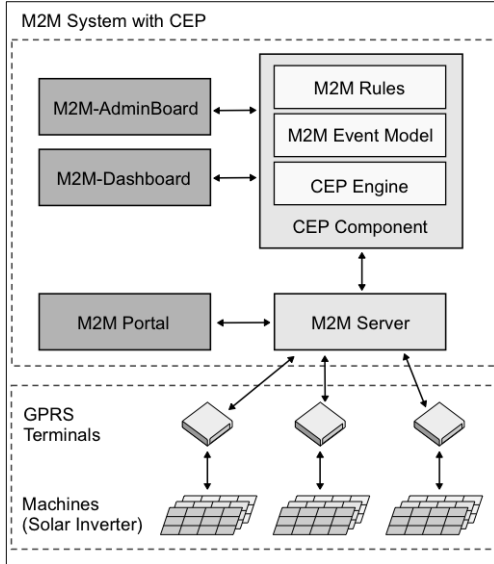 M2M System with CEP
M2M-AdminBoard
M2M Rules
M2M Event Model
M2M-Dashboard
CEP Engine
CEP Component
M2M Portal
M2M Server
GPRS
Terminals
Machines
(Solar Inverter)